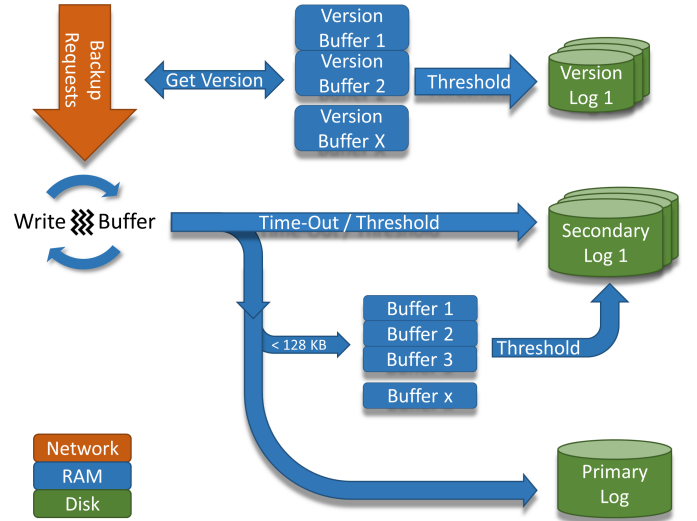 Backup
Requests
Get Version
Version
Buffer 1
Version
Buffer 2
Version
Buffer X
Threshold
Version
Log 1
Write
Buffer
Time-Out / Threshold
Secondary
Log 1
< 128 KB
Buffer 1
Buffer 2
Buffer 3
Buffer x
Threshold
Primary
Log
Network
RAM
Disk